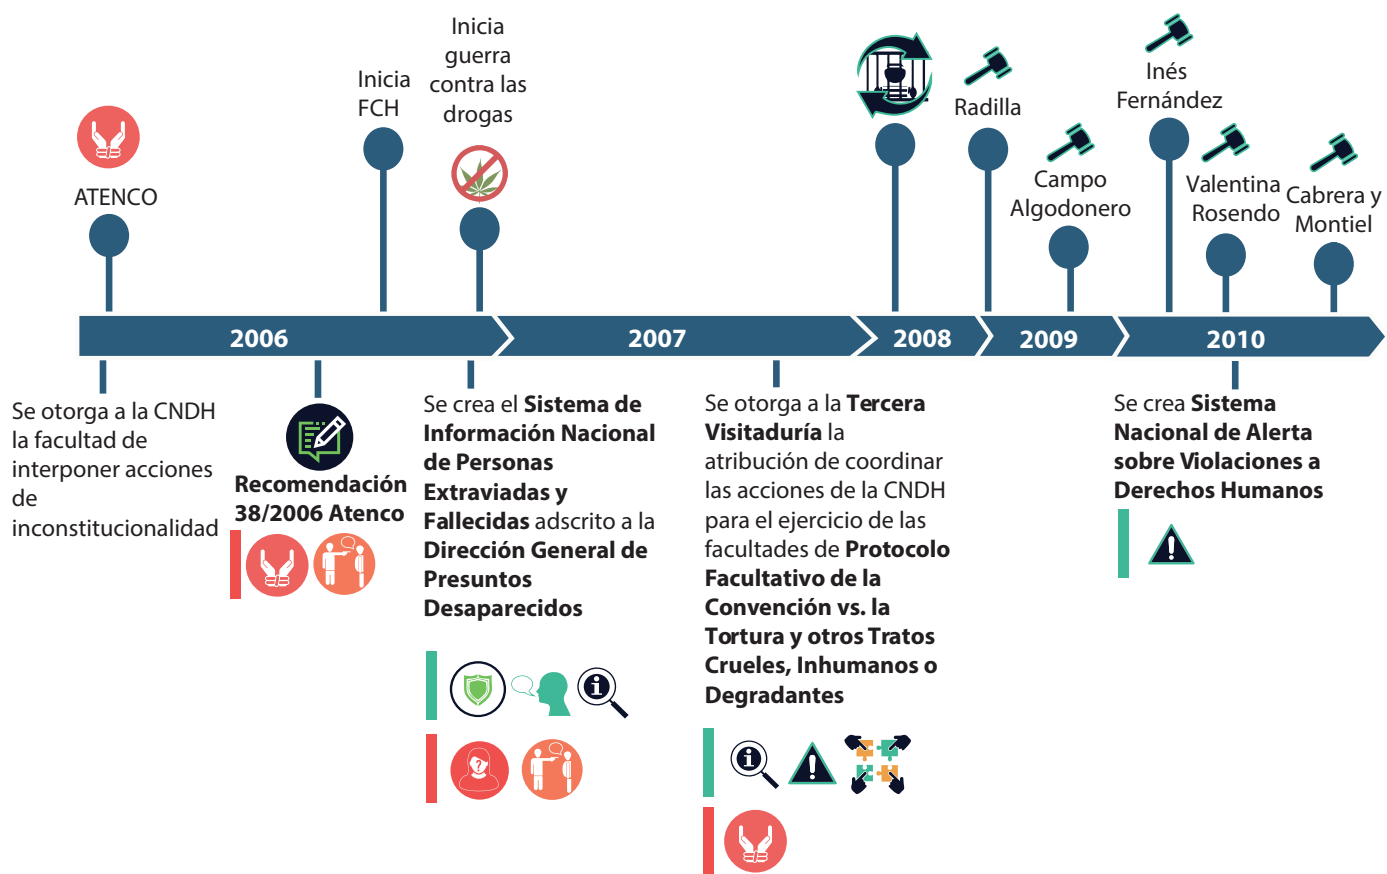 ATENCO
Inicia
FCH
Inicia
guerra
contra las
drogas
Radilla
Campo
Algodonero
Inés
Fernández
Valentina
Rosendo
Cabrera y
Montiel
2006
2007
2008
2009
2010
Se otorga a la CNDH
la facultad de
interponer acciones
de
inconstitucionalidad
Recomendación
38/2006 Atenco
Se crea el Sistema de
Información Nacional
de Personas
Extraviadas y
Fallecidas adscrito a la
Dirección General de
Presuntos
Desaparecidos
Se otorga a la Tercera
Visitaduría la
atribución de coordinar
las acciones de la CNDH
para el ejercicio de las
facultades de Protocolo
Facultativo de la
Convención vs. la
Tortura y otros Tratos
Crueles, Inhumanos o
Degradantes
Se crea Sistema
Nacional de Alerta
sobre Violaciones a
Derechos Humanos